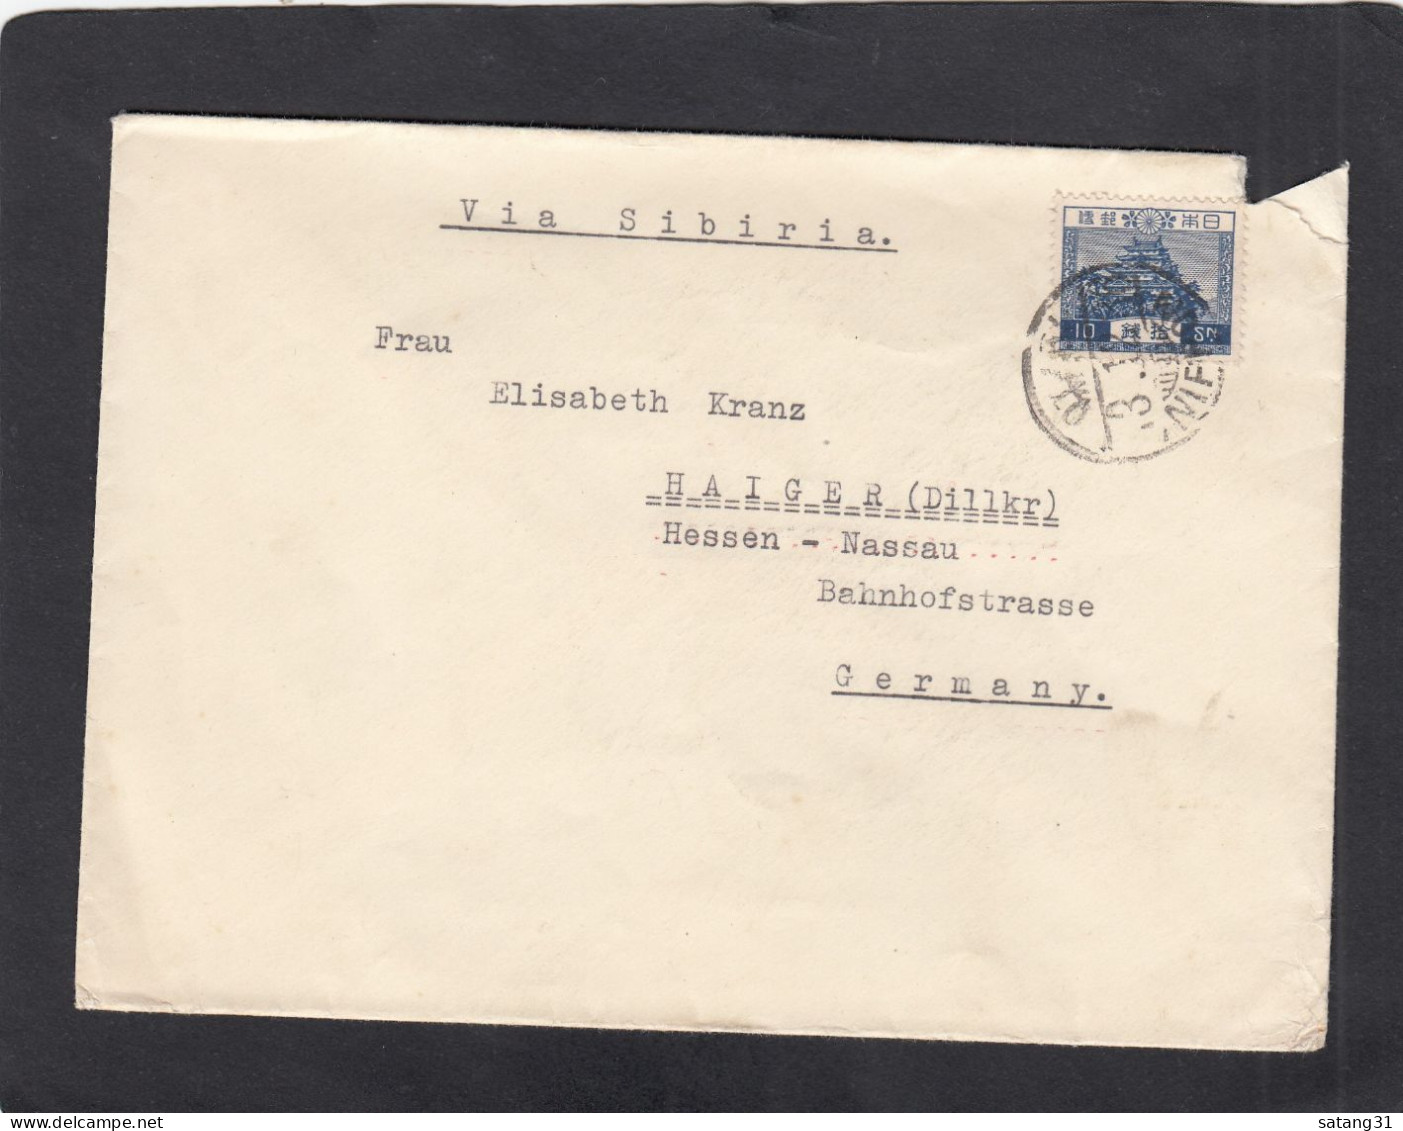 Via Sibiria.
日本 郵便
10 拾銭 SN.
Frau
Elisabeth Kranz
HAIGER (Dillkr)
Hessen - Nassau
Bahnhofstrasse
Germany.
satang31